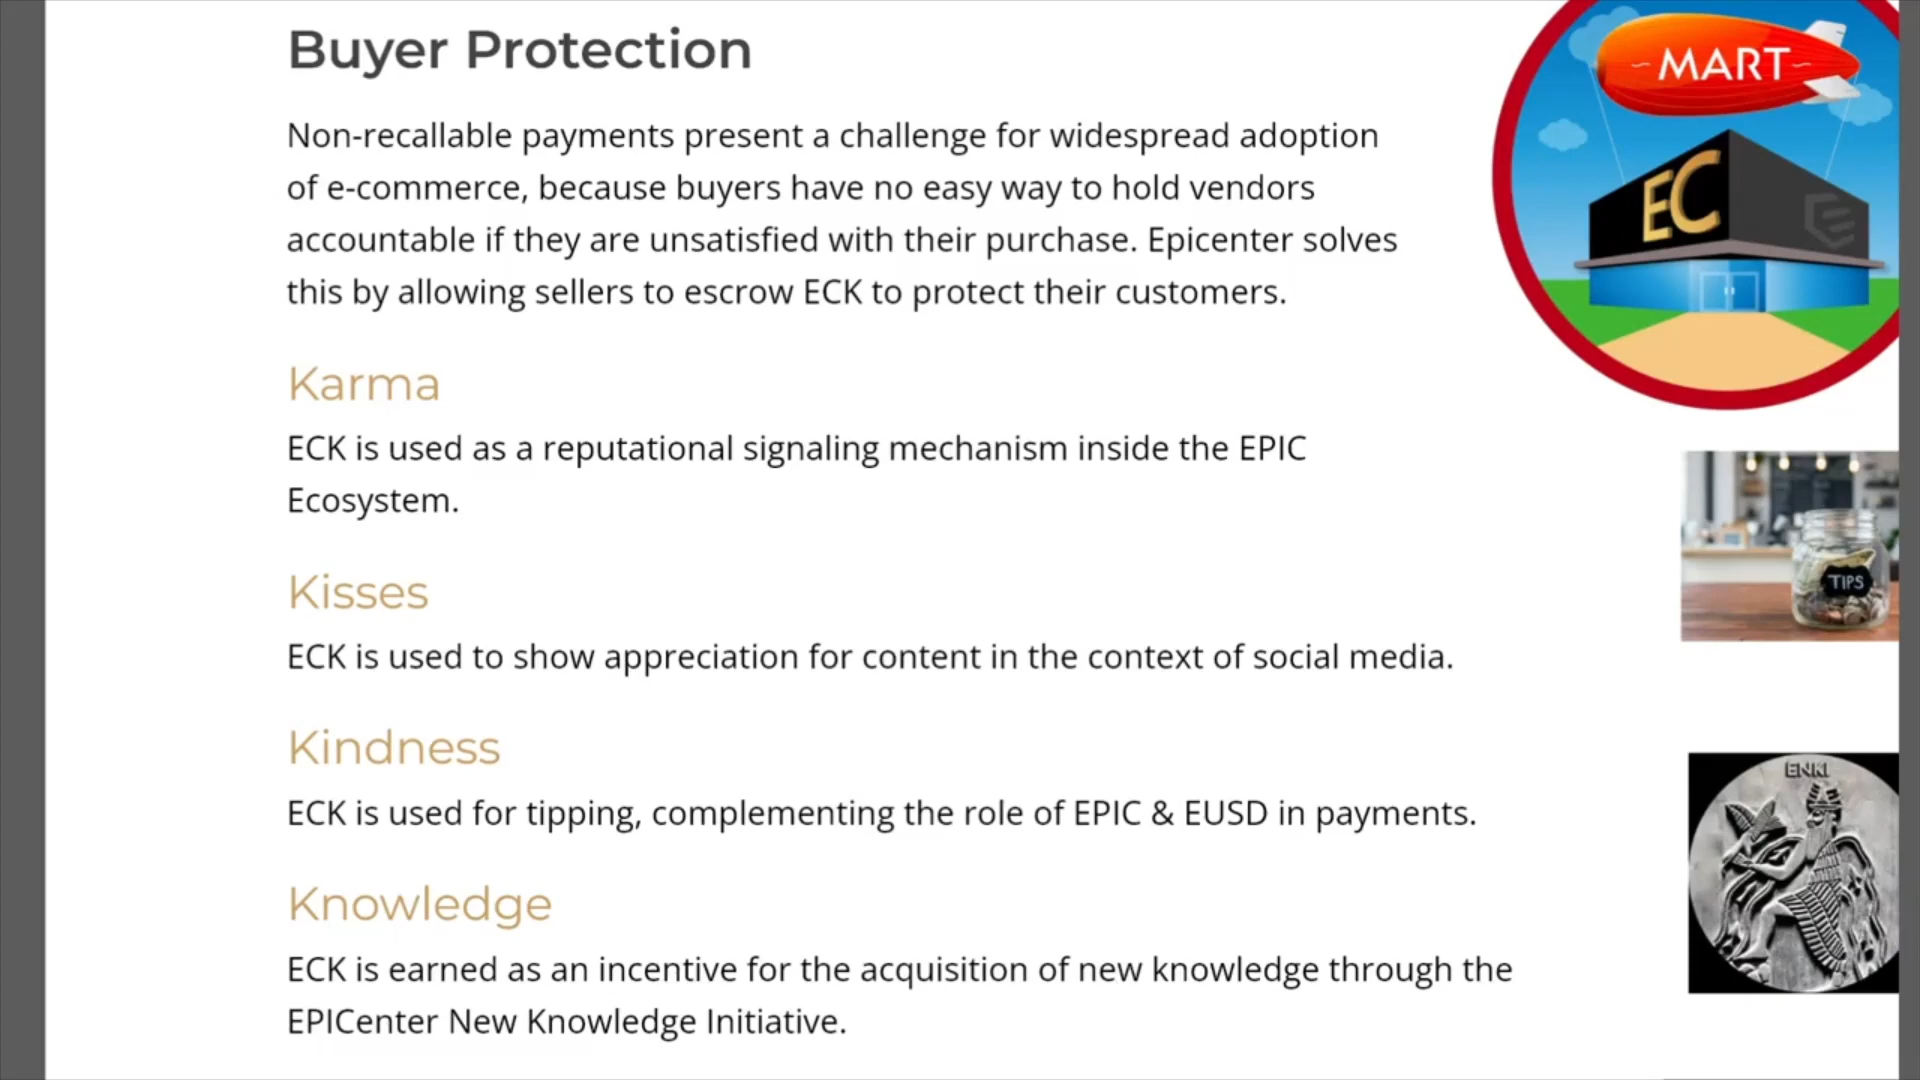 Buyer Protection
Non-recallable payments present a challenge for widespread adoption
of e-commerce, because buyers have no easy way to hold vendors
accountable if they are unsatisfied with their purchase. Epicenter solves
this by allowing sellers to escrow ECK to protect their customers.
~ MART ~
EC
Karma
ECK is used as a reputational signaling mechanism inside the EPIC
Ecosystem.
Kisses
ECK is used to show appreciation for content in the context of social media.
TIPS
Kindness
ECK is used for tipping, complementing the role of EPIC & EUSD in payments.
ENKI
Knowledge
ECK is earned as an incentive for the acquisition of new knowledge through the
EPICenter New Knowledge Initiative.